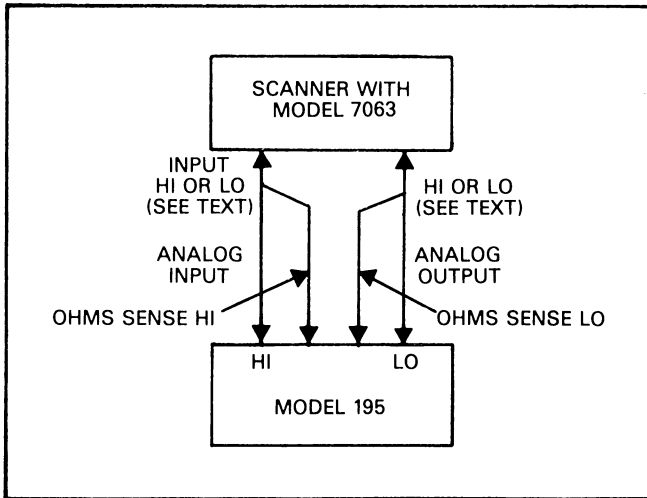 SCANNER WITH
MODEL 7063
INPUT
HI OR LO
(SEE TEXT)
HI OR LO
(SEE TEXT)
ANALOG
INPUT
ANALOG
OUTPUT
OHMS SENSE HI
OHMS SENSE LO
HI
LO
MODEL 195